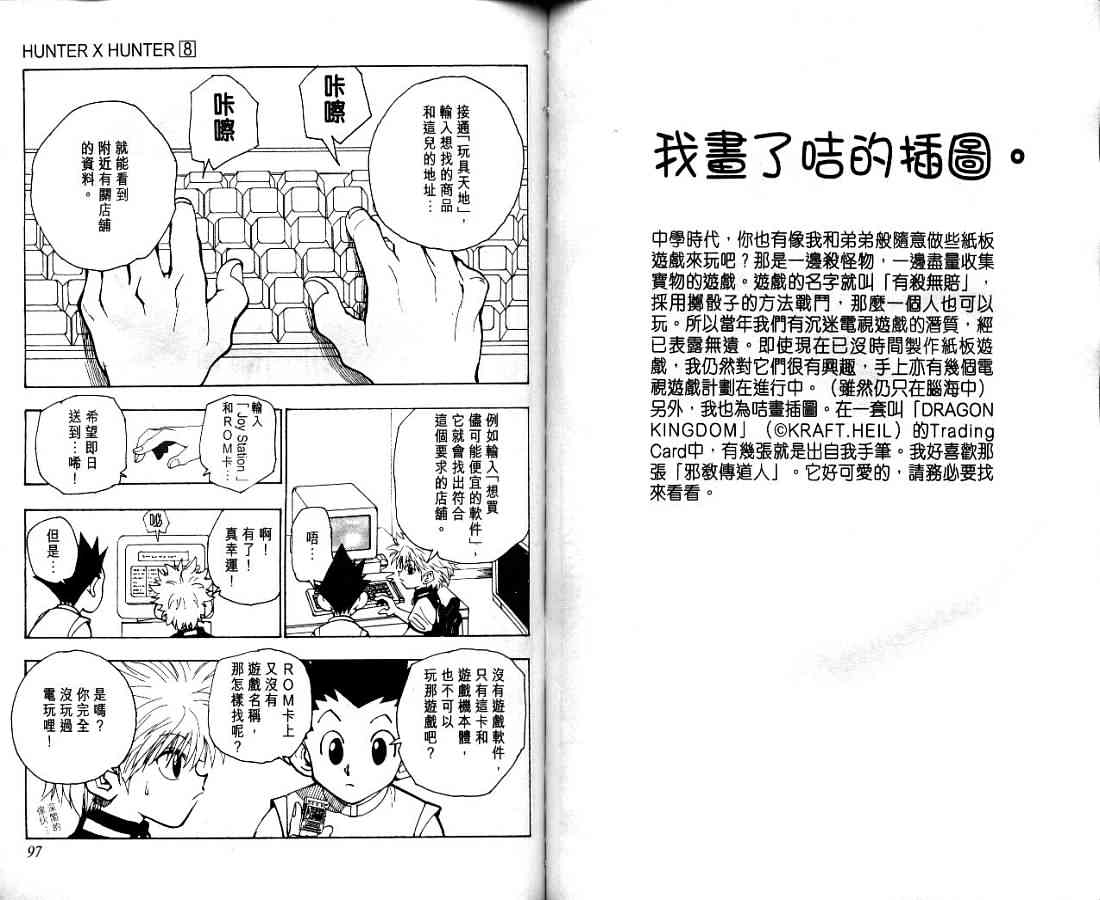 HUNTER X HUNTER 8
咔嚓
咔嚓
接通「玩具天地」，
輸入想找的商品
和這兒的地址…
就能看到
附近有關店舖
的資料。
例如輸入「想買
儘可能便宜的軟件」，
它就會找出符合
這個要求的店舖。
唔…
輸入
「Joy Station」
和ROM卡…
希望即日
送到…唏！
啊！
有了！
真幸運！
但是…
沒有遊戲軟件，
只有這卡和
遊戲機本體，
也不可以
玩那遊戲吧？
ROM卡上
又沒有
遊戲名稱，
那怎樣找呢？
是嗎？
你完全
沒玩過
電玩哩！
97
我畫了咭的插圖。
中學時代，你也有像我和弟弟般隨意做些紙板
遊戲來玩吧？那是一邊殺怪物，一邊盡量收集
寶物的遊戲。遊戲的名字就叫「有殺無賠」，
採用擲骰子的方法戰鬥，那麼一個人也可以
玩。所以當年我們有沉迷電視遊戲的潛質，經
已表露無遺。即使現在已沒時間製作紙板遊
戲，我仍然對它們很有興趣，手上亦有幾個電
視遊戲計劃在進行中。（雖然仍只在腦海中）
另外，我也為咭畫插圖。在一套叫「DRAGON
KINGDOM」（©KRAFT.HEIL）的Trading
Card中，有幾張就是出自我手筆。我好喜歡那
張「邪教傳道人」。它好可愛的，請務必要找
來看看。